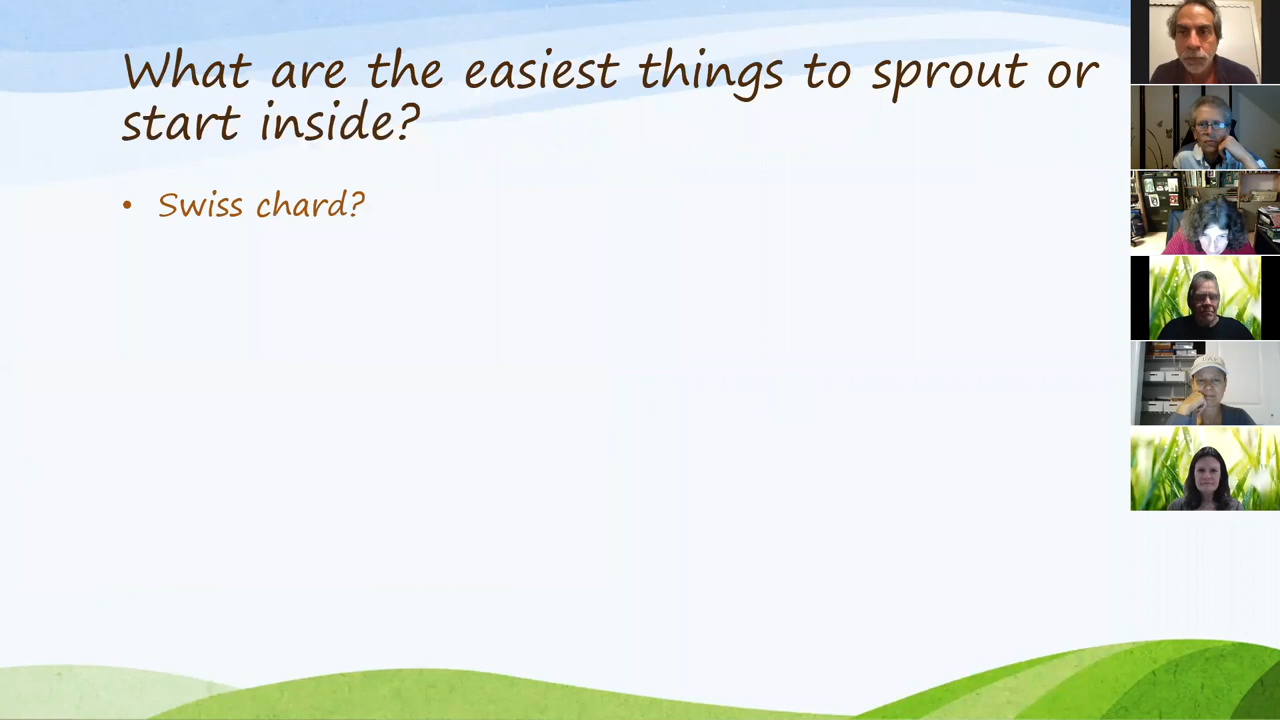 What are the easiest things to sprout or
start inside?
• Swiss chard?